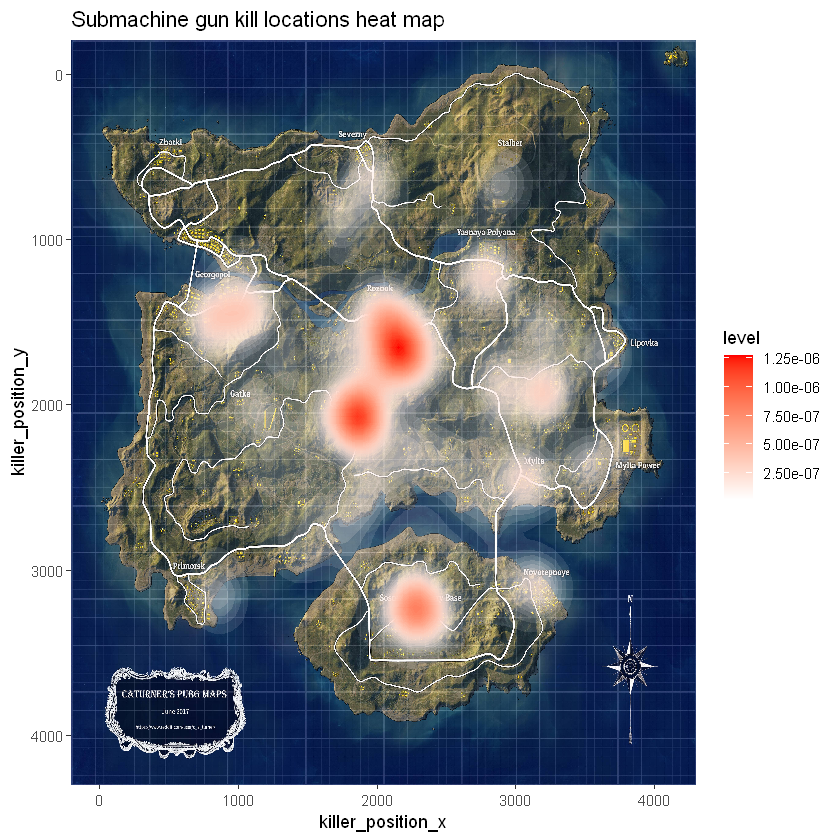 Submachine gun kill locations heat map
killer_position_y
0
1000
2000
3000
4000
Zharki
Severny
Stalber
Yasnaya Polyana
Georgopol
Rozhok
Lipovka
Gatka
Mylta
Mylta Power
Primorsk
Base
Novorepnoye
N
CATURNER'S PUBG MAPS
June 2017
level
1.25e-06
1.00e-06
7.50e-07
5.00e-07
2.50e-07
0
1000
2000
3000
4000
killer_position_x